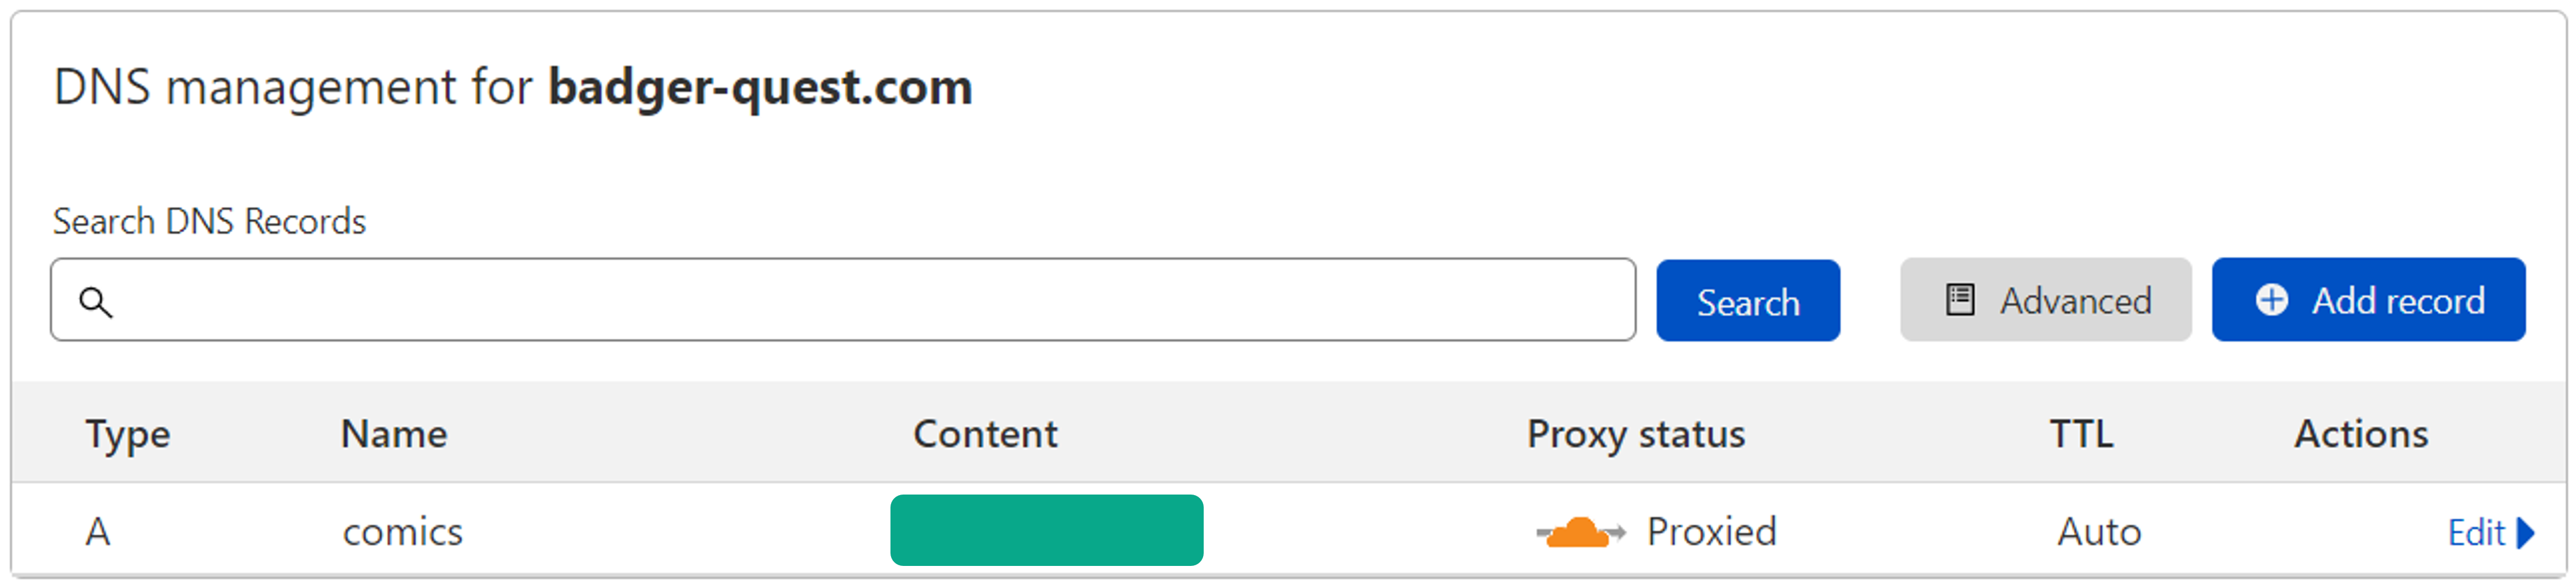 DNS management for badger-quest.com
Search DNS Records
Search Advanced Add record
Type Name Content Proxy status TTL Actions
A comics Proxied Auto Edit